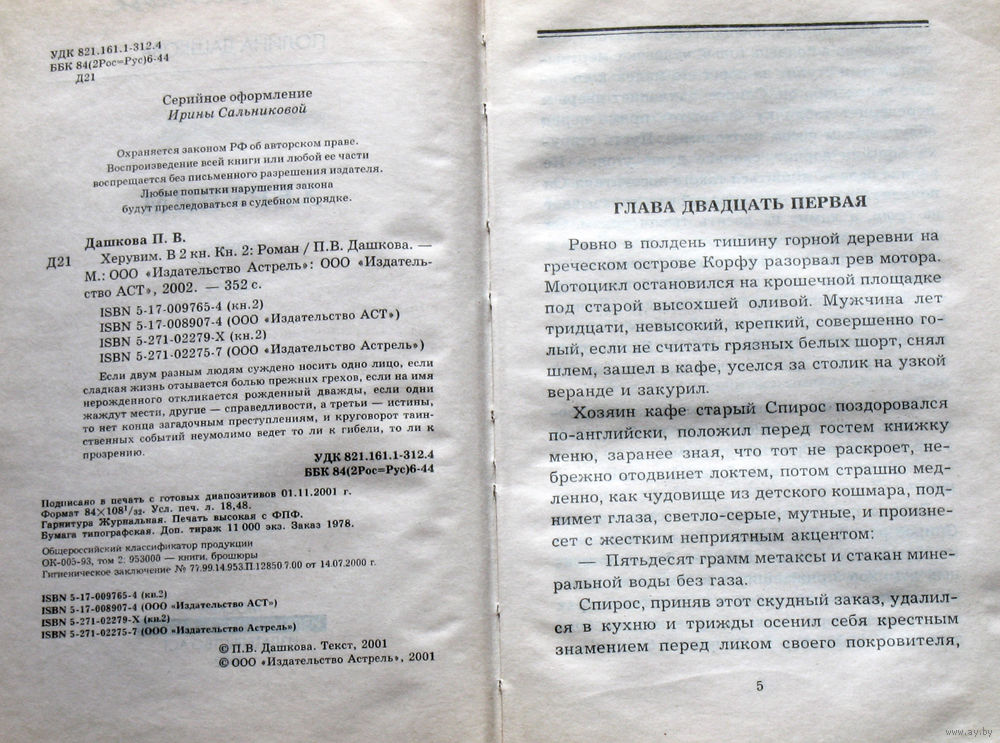 УДК 821.161.1-312.4
ББК 84(2Рос=Рус)6-44
Д21
Серийное оформление
Ирины Сальниковой
Охраняется законом РФ об авторском праве.
Воспроизведение всей книги или любой ее части
воспрещается без письменного разрешения издателя.
Любые попытки нарушения закона
будут преследоваться в судебном порядке.
Дашкова П. В.
Д21 Херувим. В 2 кн. Кн. 2: Роман / П.В. Дашкова. —
М.: ООО «Издательство Астрель»: ООО «Издатель-
ство АСТ», 2002. — 352 с.
ISBN 5-17-009765-4 (кн.2)
ISBN 5-17-008907-4 (ООО «Издательство АСТ»)
ISBN 5-271-02279-X (кн.2)
ISBN 5-271-02275-7 (ООО «Издательство Астрель»)
Если двум разным людям суждено носить одно лицо, если
сладкая жизнь отзывается болью прежних грехов, если на имя
нерожденного откликается рожденный дважды, если одни
жаждут мести, другие — справедливости, а третьи — истины,
то нет конца загадочным преступлениям, и круговорот таин-
ственных событий неумолимо ведет то ли к гибели, то ли к
прозрению.
УДК 821.161.1-312.4
ББК 84(2Рос=Рус)6-44
Подписано в печать с готовых диапозитивов 01.11.2001 г.
Формат 84×108¹/₃₂. Усл. печ. л. 18,48.
Гарнитура Журнальная. Печать высокая с ФПФ.
Бумага типографская. Доп. тираж 11 000 экз. Заказ 1978.
Общероссийский классификатор продукции
ОК-005-93, том 2; 953000 — книги, брошюры
Гигиеническое заключение № 77.99.14.953.П.12850.7.00 от 14.07.2000 г.
ISBN 5-17-009765-4 (кн.2)
ISBN 5-17-008907-4 (ООО «Издательство АСТ»)
ISBN 5-271-02279-X (кн.2)
ISBN 5-271-02275-7 (ООО «Издательство Астрель»)
© П.В. Дашкова. Текст, 2001
© ООО «Издательство Астрель», 2001
ГЛАВА ДВАДЦАТЬ ПЕРВАЯ
Ровно в полдень тишину горной деревни на
греческом острове Корфу разорвал рев мотора.
Мотоцикл остановился на крошечной площадке
под старой высохшей оливой. Мужчина лет
тридцати, невысокий, крепкий, совершенно го-
лый, если не считать грязных белых шорт, снял
шлем, зашел в кафе, уселся за столик на узкой
веранде и закурил.
Хозяин кафе старый Спирос поздоровался
по-английски, положил перед гостем книжку
меню, заранее зная, что тот не раскроет, не-
брежно отодвинет локтем, потом страшно мед-
ленно, как чудовище из детского кошмара, под-
нимет глаза, светло-серые, мутные, и произне-
сет с жестким неприятным акцентом:
— Пятьдесят грамм метаксы и стакан мине-
ральной воды без газа.
Спирос, приняв этот скудный заказ, удалил-
ся в кухню и трижды осенил себя крестным
знамением перед ликом своего покровителя,
5
www.ay.by